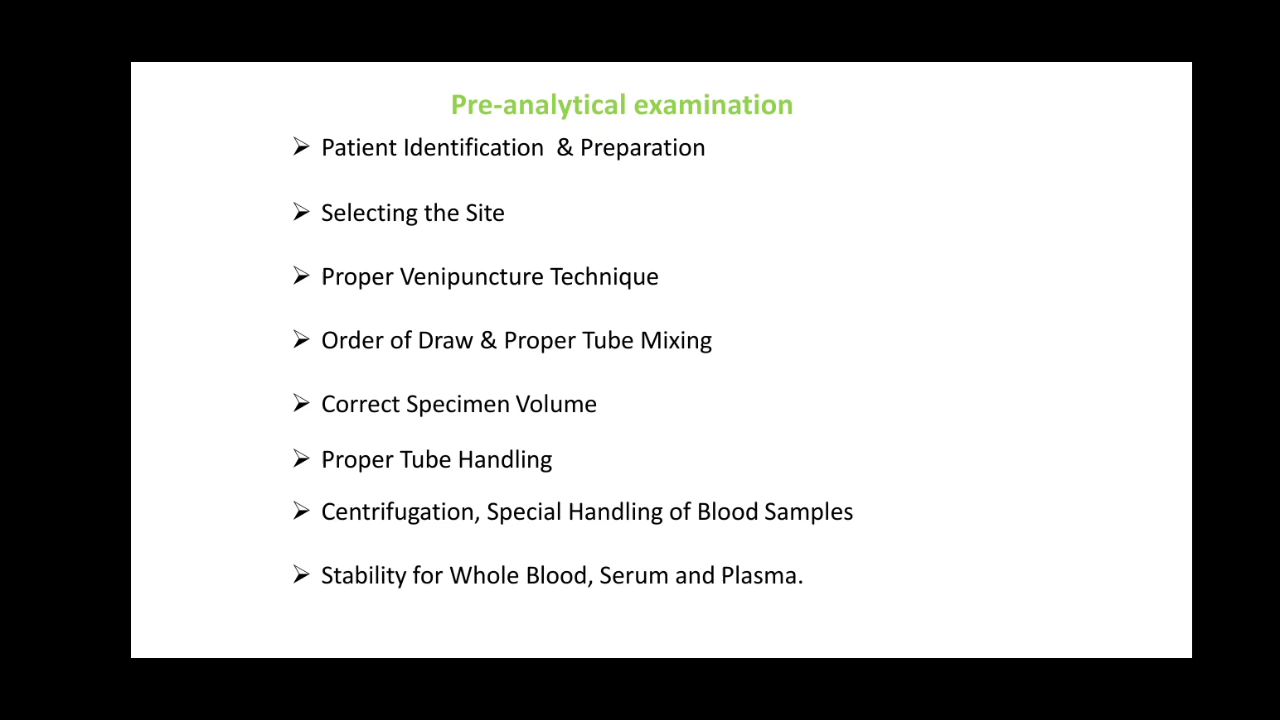 Pre-analytical examination
➢ Patient Identification & Preparation
➢ Selecting the Site
➢ Proper Venipuncture Technique
➢ Order of Draw & Proper Tube Mixing
➢ Correct Specimen Volume
➢ Proper Tube Handling
➢ Centrifugation, Special Handling of Blood Samples
➢ Stability for Whole Blood, Serum and Plasma.